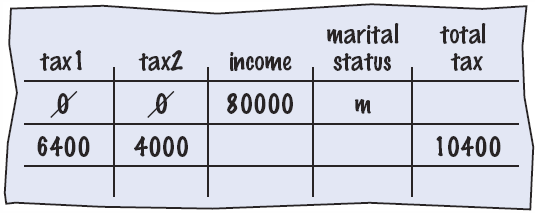 marital total
tax1 tax2 income status tax
0 0 80000 m
6400 4000 10400